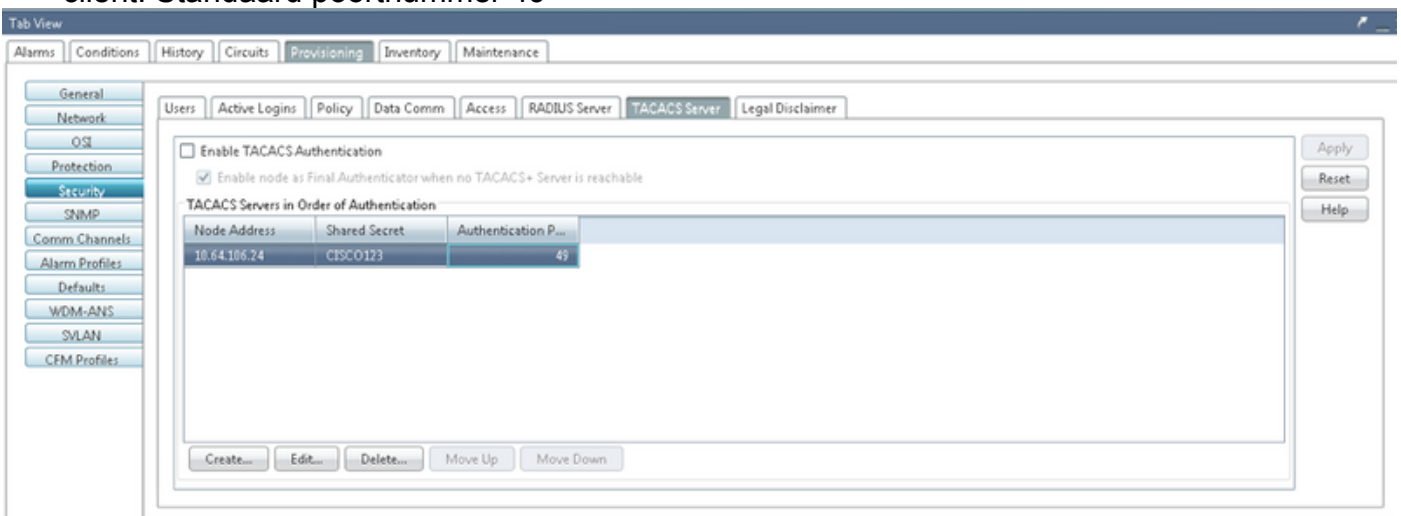 client. Standaard poortnummer 49
Tab View
Alarms Conditions History Circuits Provisioning Inventory Maintenance
General
Network
OSI
Protection
Security
SNMP
Comm Channels
Alarm Profiles
Defaults
WDM-ANS
SVLAN
CFM Profiles
Users Active Logins Policy Data Comm Access RADIUS Server TACACS Server Legal Disclaimer
Enable TACACS Authentication
Enable node as Final Authenticator when no TACACS+ Server is reachable
TACACS Servers in Order of Authentication
Node Address Shared Secret Authentication P...
10.64.106.24 CISCO123 49
Create... Edit... Delete... Move Up Move Down
Apply
Reset
Help